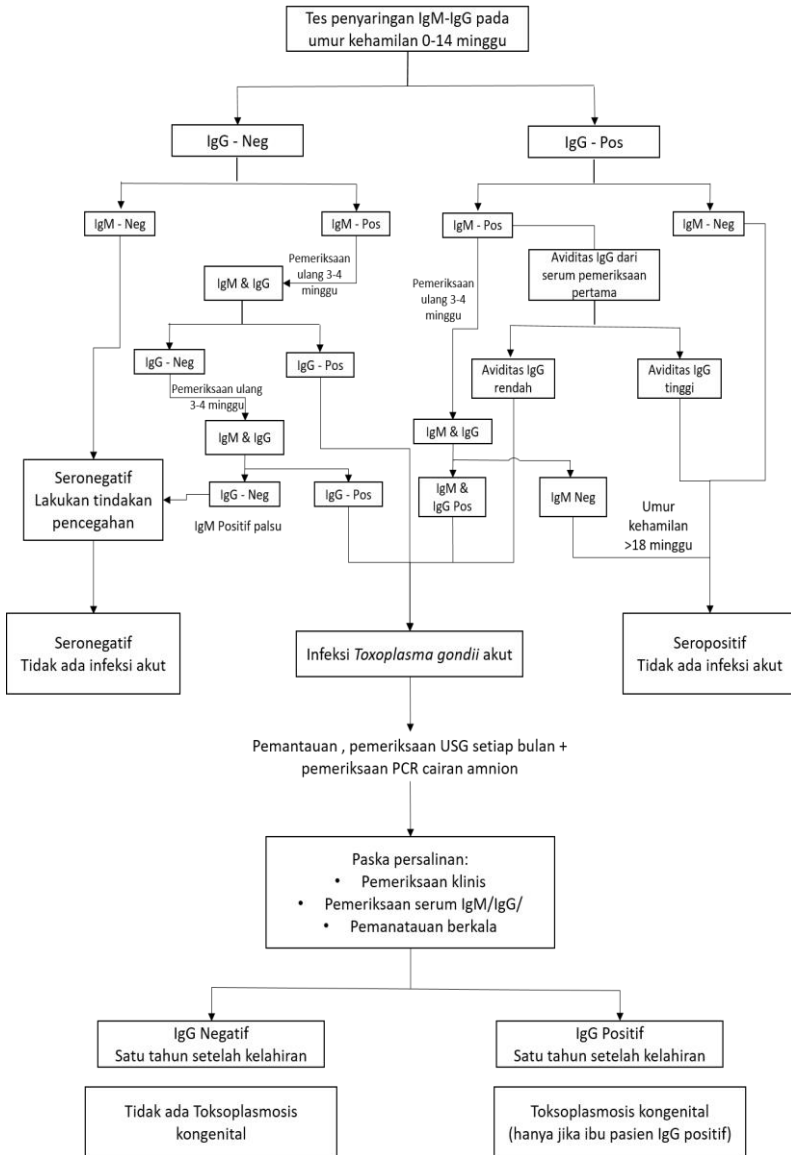 Tes penyaringan IgM-IgG pada
umur kehamilan 0-14 minggu
IgG - Neg
IgG - Pos
IgM - Neg
IgM - Pos
IgM - Pos
IgM - Neg
Pemeriksaan
ulang 3-4
minggu
IgM & IgG
Pemeriksaan
ulang 3-4
minggu
Aviditas IgG dari
serum pemeriksaan
pertama
IgG - Neg
IgG - Pos
Aviditas IgG
rendah
Aviditas IgG
tinggi
Pemeriksaan ulang
3-4 minggu
IgM & IgG
IgM & IgG
Seronegatif
Lakukan tindakan
pencegahan
IgG - Neg
IgG - Pos
IgM Positif palsu
IgM &
IgG Pos
IgM Neg
Umur
kehamilan
>18 minggu
Seronegatif
Tidak ada infeksi akut
Infeksi Toxoplasma gondii akut
Seropositif
Tidak ada infeksi akut
Pemantauan , pemeriksaan USG setiap bulan +
pemeriksaan PCR cairan amnion
Paska persalinan:
• Pemeriksaan klinis
• Pemeriksaan serum IgM/IgG/
• Pemanatauan berkala
IgG Negatif
Satu tahun setelah kelahiran
IgG Positif
Satu tahun setelah kelahiran
Tidak ada Toksoplasmosis
kongenital
Toksoplasmosis kongenital
(hanya jika ibu pasien IgG positif)